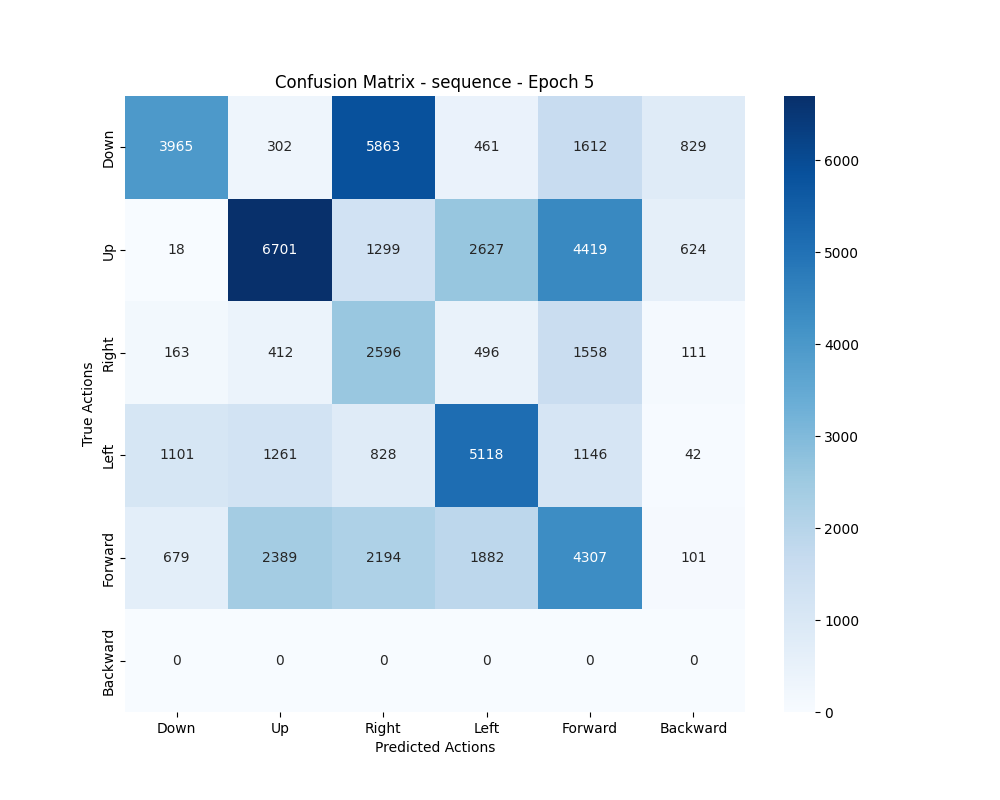 Confusion Matrix - sequence - Epoch 5
Down 3965 302 5863 461 1612 829
Up 18 6701 1299 2627 4419 624
Right 163 412 2596 496 1558 111
Left 1101 1261 828 5118 1146 42
Forward 679 2389 2194 1882 4307 101
Backward 0 0 0 0 0 0
Down Up Right Left Forward Backward
Predicted Actions
True Actions
6000
5000
4000
3000
2000
1000
0